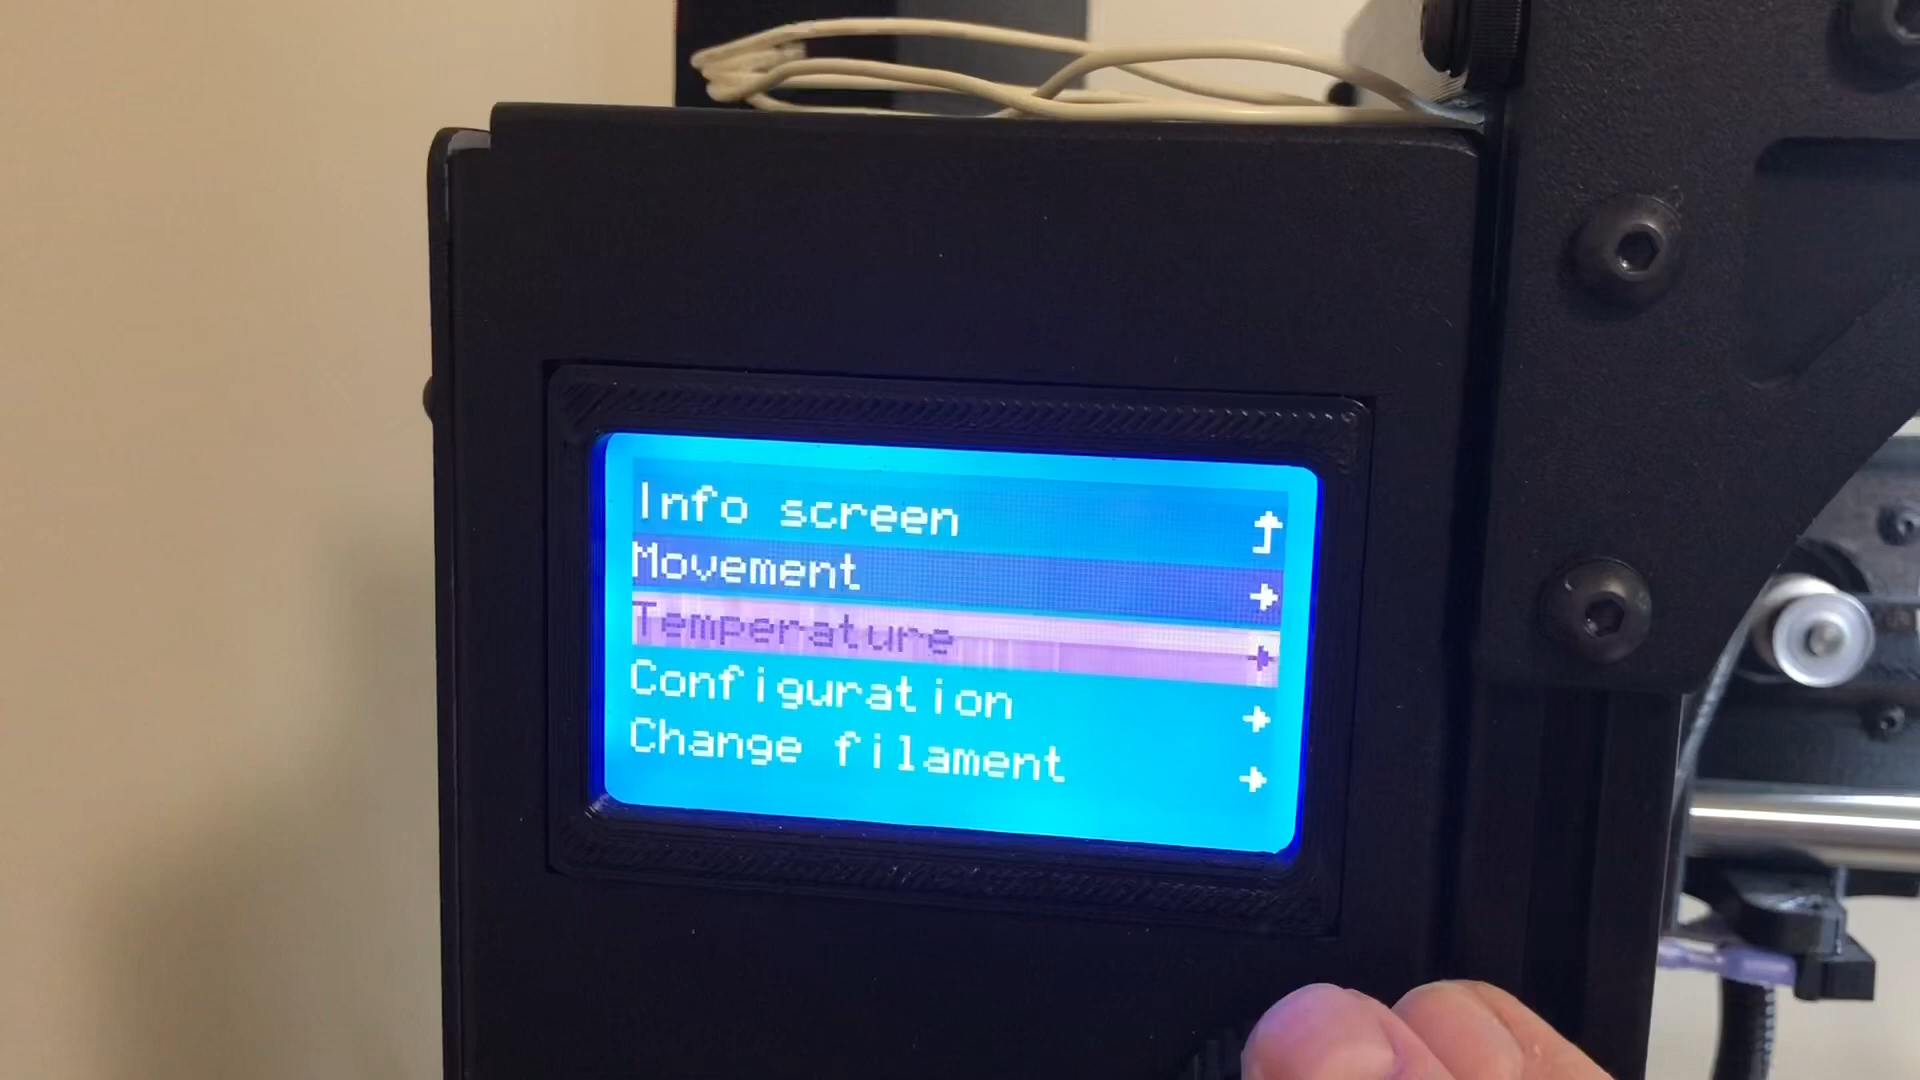 Info screen
Movement
Temperature
Configuration
Change filament